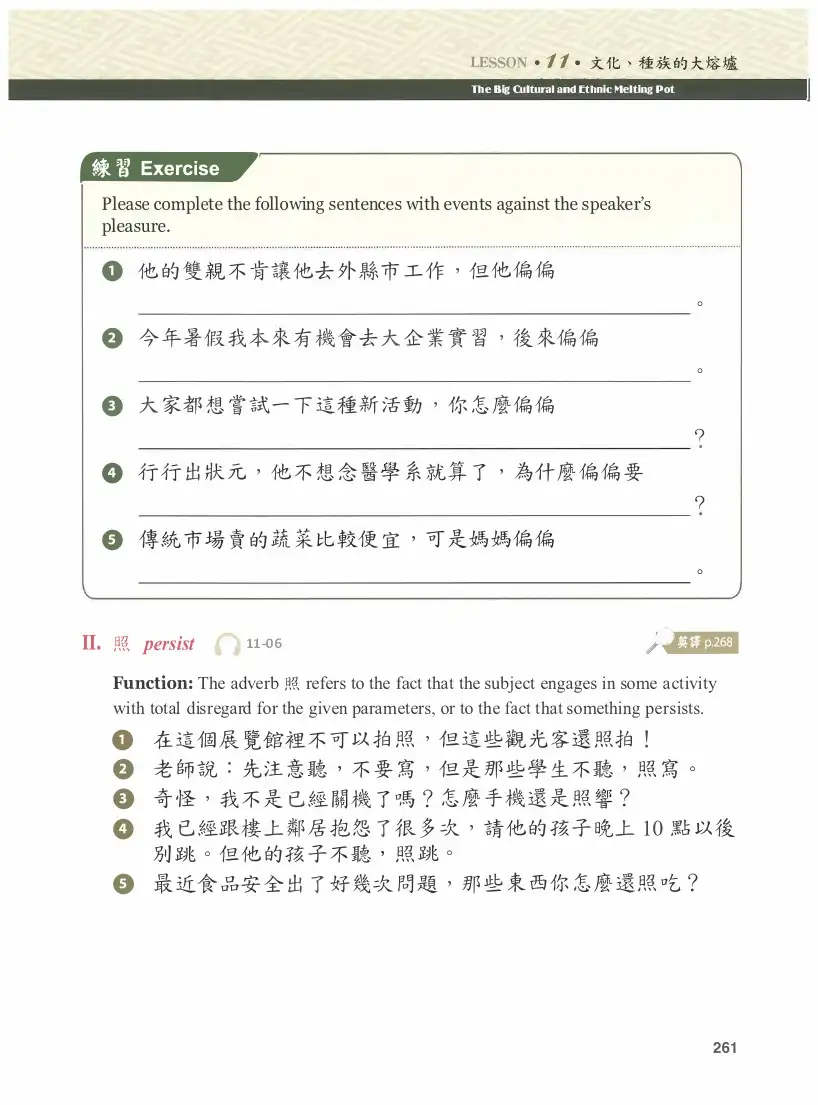 LESSON • 11 • 文化、種族的大熔爐
The Big Cultural and Ethnic Melting Pot
練習 Exercise
Please complete the following sentences with events against the speaker's
pleasure.
1 他的雙親不肯讓他去外縣市工作，但他偏偏
。
2 今年暑假我本來有機會去大企業實習，後來偏偏
。
3 大家都想嘗試一下這種新活動，你怎麼偏偏
？
4 行行出狀元，他不想念醫學系就算了，為什麼偏偏要
？
5 傳統市場賣的蔬菜比較便宜，可是媽媽偏偏
。
II. 照 persist 11-06 英譯 p.268
Function: The adverb 照 refers to the fact that the subject engages in some activity
with total disregard for the given parameters, or to the fact that something persists.
1 在這個展覽館裡不可以拍照，但這些觀光客還照拍！
2 老師說：先注意聽，不要寫，但是那些學生不聽，照寫。
3 奇怪，我不是已經關機了嗎？怎麼手機還是照響？
4 我已經跟樓上鄰居抱怨了很多次，請他的孩子晚上 10 點以後
別跳。但他的孩子不聽，照跳。
5 最近食品安全出了好幾次問題，那些東西你怎麼還照吃？
261